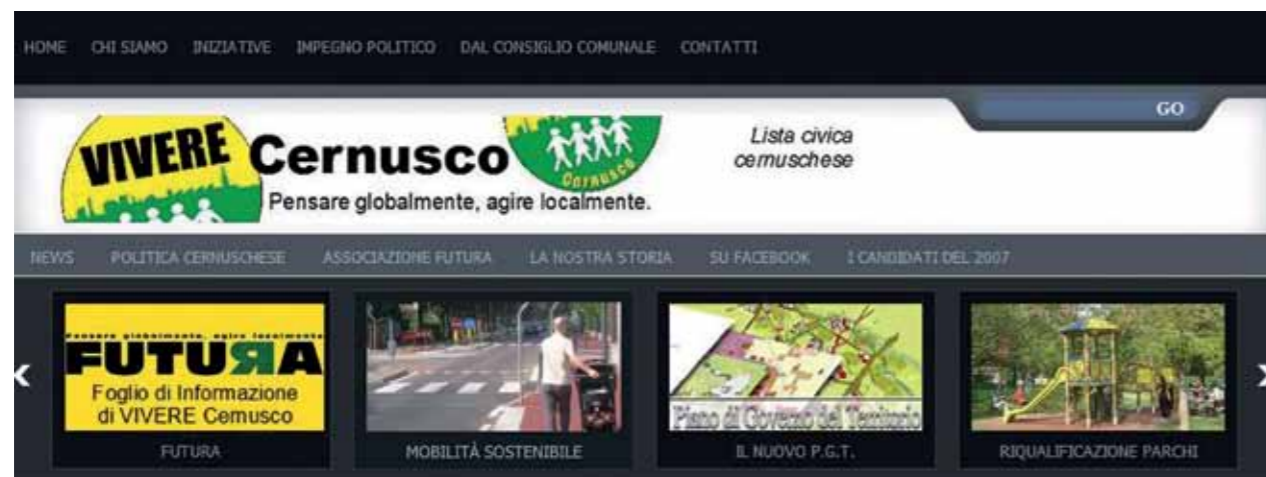 HOME CHI SIAMO INIZIATIVE IMPEGNO POLITICO DAL CONSIGLIO COMUNALE CONTATTI
GO
VIVERE Cernusco
Cernusco
Pensare globalmente, agire localmente.
Lista civica
cernuschese
NEWS POLITICA CERNUSCHESE ASSOCIAZIONE FUTURA LA NOSTRA STORIA SU FACEBOOK I CANDIDATI DEL 2007
Pensare globalmente, agire localmente
FUTUЯA
Foglio di Informazione
di VIVERE Cernusco
Piano di Governo del Territorio
FUTURA MOBILITÀ SOSTENIBILE IL NUOVO P.G.T. RIQUALIFICAZIONE PARCHI